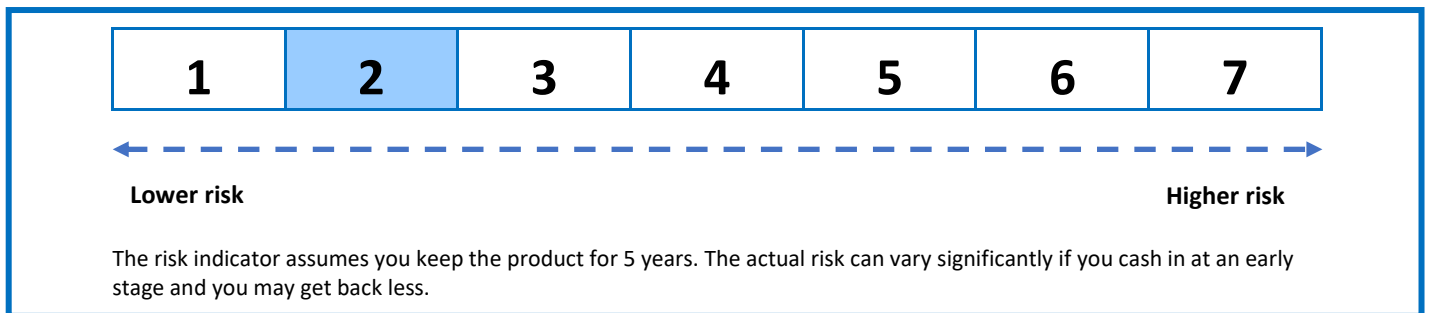 1 2 3 4 5 6 7
Lower risk Higher risk
The risk indicator assumes you keep the product for 5 years. The actual risk can vary significantly if you cash in at an early
stage and you may get back less.